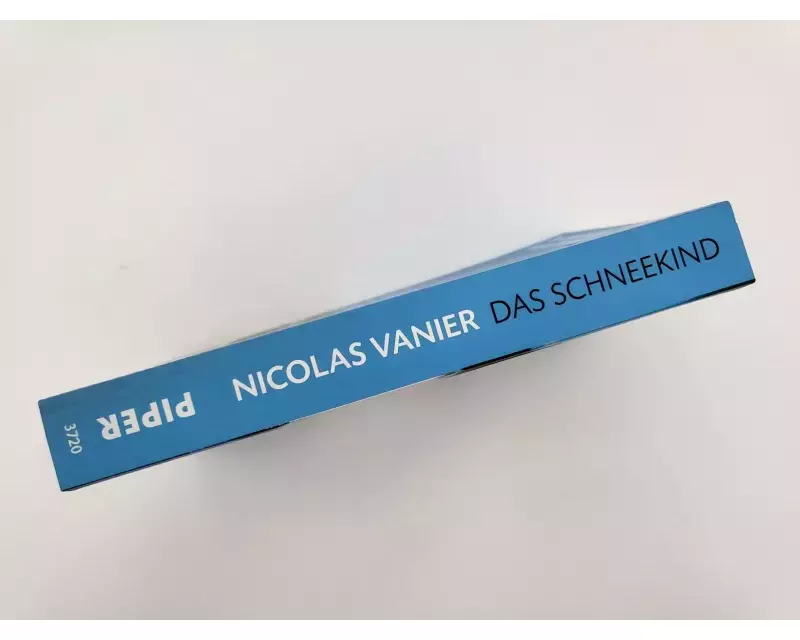 3720
PIPER
NICOLAS VANIER DAS SCHNEEKIND